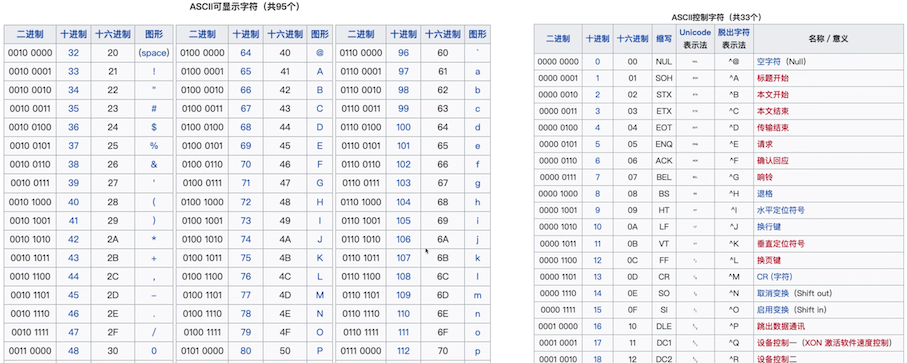 ASCII可显示字符（共95个）
二进制 十进制 十六进制 图形 二进制 十进制 十六进制 图形 二进制 十进制 十六进制 图形
0010 0000 32 20 (space) 0100 0000 64 40 @ 0110 0000 96 60 `
0010 0001 33 21 ! 0100 0001 65 41 A 0110 0001 97 61 a
0010 0010 34 22 " 0100 0010 66 42 B 0110 0010 98 62 b
0010 0011 35 23 # 0100 0011 67 43 C 0110 0011 99 63 c
0010 0100 36 24 $ 0100 0100 68 44 D 0110 0100 100 64 d
0010 0101 37 25 % 0100 0101 69 45 E 0110 0101 101 65 e
0010 0110 38 26 & 0100 0110 70 46 F 0110 0110 102 66 f
0010 0111 39 27 ' 0100 0111 71 47 G 0110 0111 103 67 g
0010 1000 40 28 ( 0100 1000 72 48 H 0110 1000 104 68 h
0010 1001 41 29 ) 0100 1001 73 49 I 0110 1001 105 69 i
0010 1010 42 2A * 0100 1010 74 4A J 0110 1010 106 6A j
0010 1011 43 2B + 0100 1011 75 4B K 0110 1011 107 6B k
0010 1100 44 2C , 0100 1100 76 4C L 0110 1100 108 6C l
0010 1101 45 2D - 0100 1101 77 4D M 0110 1101 109 6D m
0010 1110 46 2E . 0100 1110 78 4E N 0110 1110 110 6E n
0010 1111 47 2F / 0100 1111 79 4F O 0110 1111 111 6F o
0011 0000 48 30 0 0101 0000 80 50 P 0111 0000 112 70 p
ASCII控制字符（共33个）
二进制 十进制 十六进制 缩写 Unicode表示法 脱出字符表示法 名称 / 意义
0000 0000 0 00 NUL ^@ 空字符（Null）
0000 0001 1 01 SOH ^A 标题开始
0000 0010 2 02 STX ^B 本文开始
0000 0011 3 03 ETX ^C 本文结束
0000 0100 4 04 EOT ^D 传输结束
0000 0101 5 05 ENQ ^E 请求
0000 0110 6 06 ACK ^F 确认回应
0000 0111 7 07 BEL ^G 响铃
0000 1000 8 08 BS ^H 退格
0000 1001 9 09 HT ^I 水平定位符号
0000 1010 10 0A LF ^J 换行键
0000 1011 11 0B VT ^K 垂直定位符号
0000 1100 12 0C FF ^L 换页键
0000 1101 13 0D CR ^M CR (字符)
0000 1110 14 0E SO ^N 取消变换（Shift out）
0000 1111 15 0F SI ^O 启用变换（Shift in）
0001 0000 16 10 DLE ^P 跳出数据通讯
0001 0001 17 11 DC1 ^Q 设备控制一（XON 激活软件速度控制）
0001 0010 18 12 DC2 ^R 设备控制二